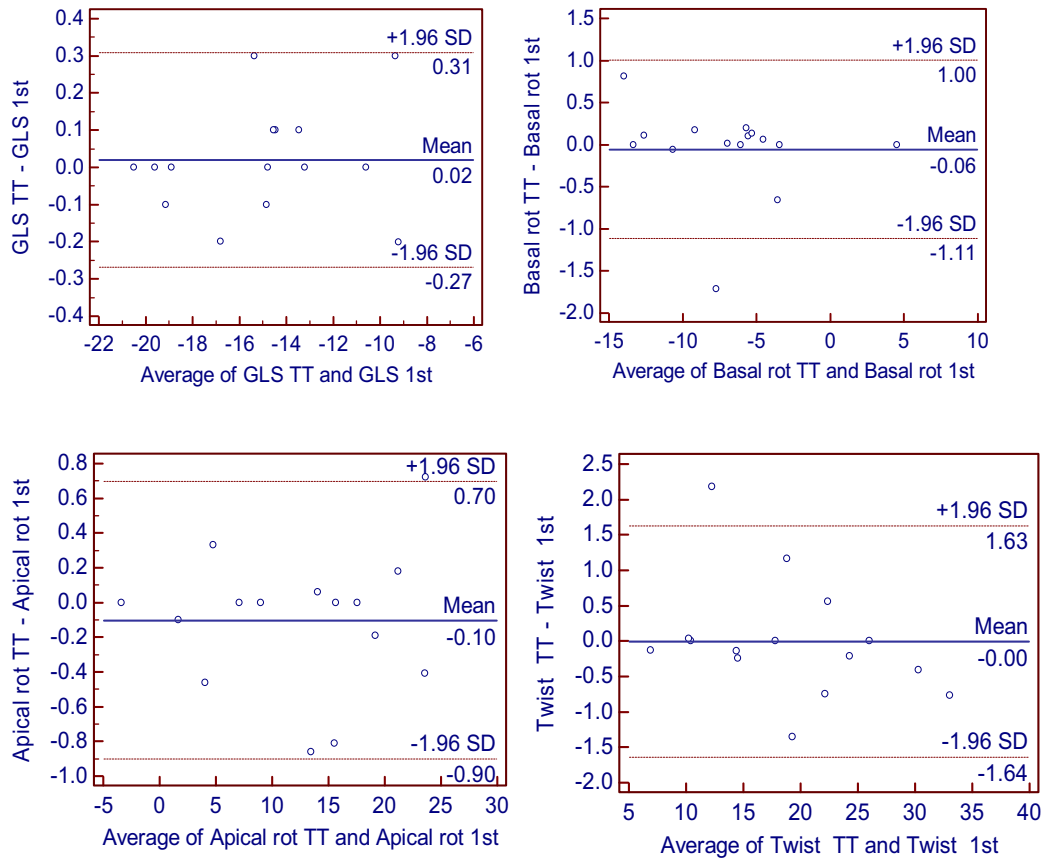 GLS TT - GLS 1st
0.4
0.3
0.2
0.1
0.0
-0.1
-0.2
-0.3
-0.4
+1.96 SD
0.31
Mean
0.02
-1.96 SD
-0.27
-22 -20 -18 -16 -14 -12 -10 -8 -6
Average of GLS TT and GLS 1st
Basal rot TT - Basal rot 1st
1.5
1.0
0.5
0.0
-0.5
-1.0
-1.5
-2.0
+1.96 SD
1.00
Mean
-0.06
-1.96 SD
-1.11
-15 -10 -5 0 5 10
Average of Basal rot TT and Basal rot 1st
Apical rot TT - Apical rot 1st
0.8
0.6
0.4
0.2
0.0
-0.2
-0.4
-0.6
-0.8
-1.0
+1.96 SD
0.70
Mean
-0.10
-1.96 SD
-0.90
-5 0 5 10 15 20 25 30
Average of Apical rot TT and Apical rot 1st
Twist TT - Twist 1st
2.5
2.0
1.5
1.0
0.5
0.0
-0.5
-1.0
-1.5
-2.0
+1.96 SD
1.63
Mean
-0.00
-1.96 SD
-1.64
5 10 15 20 25 30 35 40
Average of Twist TT and Twist 1st